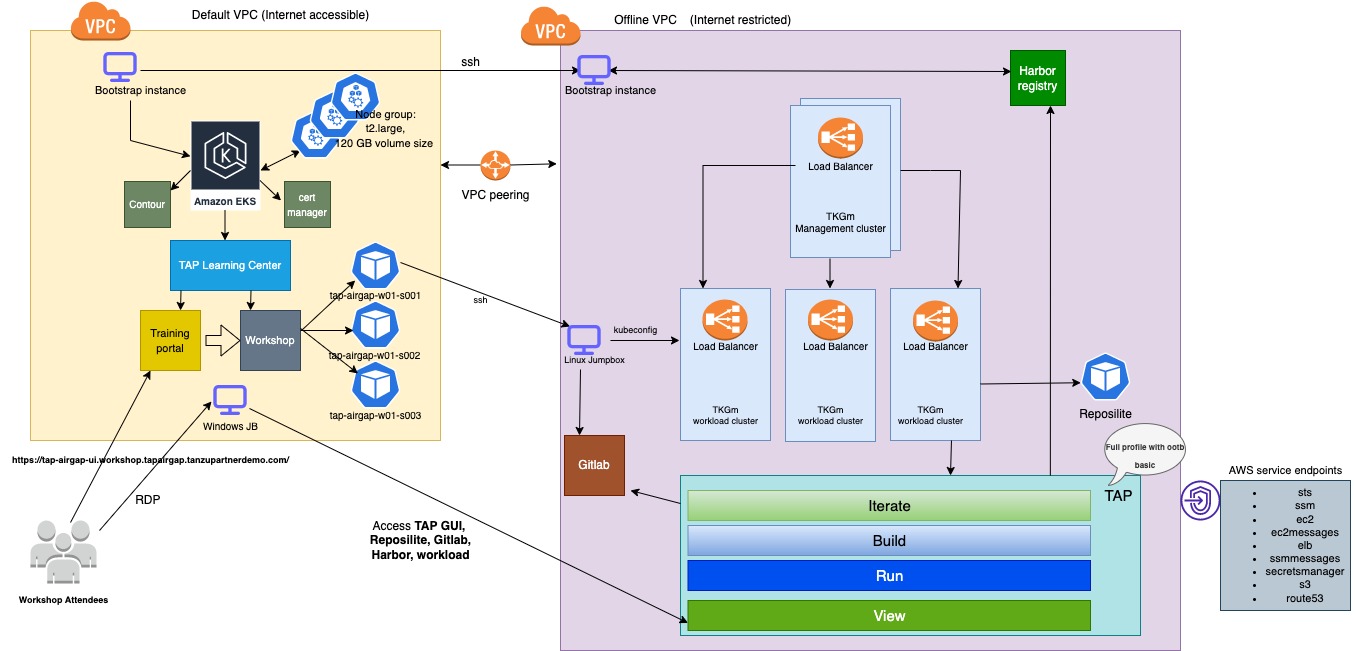 Default VPC (Internet accessible)
Offline VPC (Internet restricted)
VPC
VPC
Bootstrap instance
ssh
Bootstrap instance
Harbor
registry
Node group:
t2.large,
120 GB volume size
Amazon EKS
Contour
cert
manager
VPC peering
Load Balancer
TKGm
Management cluster
TAP Learning Center
tap-airgap-w01-s001
ssh
Training
portal
Workshop
tap-airgap-w01-s002
tap-airgap-w01-s003
Windows JB
kubeconfig
Linux Jumpbox
Load Balancer
TKGm
workload cluster
Load Balancer
TKGm
workload cluster
Load Balancer
TKGm
workload cluster
Reposilite
Gitlab
Full profile with ootb
basic
TAP
Iterate
Build
Run
View
AWS service endpoints
• sts
• ssm
• ec2
• ec2messages
• elb
• ssmmessages
• secretsmanager
• s3
• route53
https://tap-airgap-ui.workshop.tapairgap.tanzupartnerdemo.com/
RDP
Access TAP GUI,
Reposilite, Gitlab,
Harbor, workload
Workshop Attendees